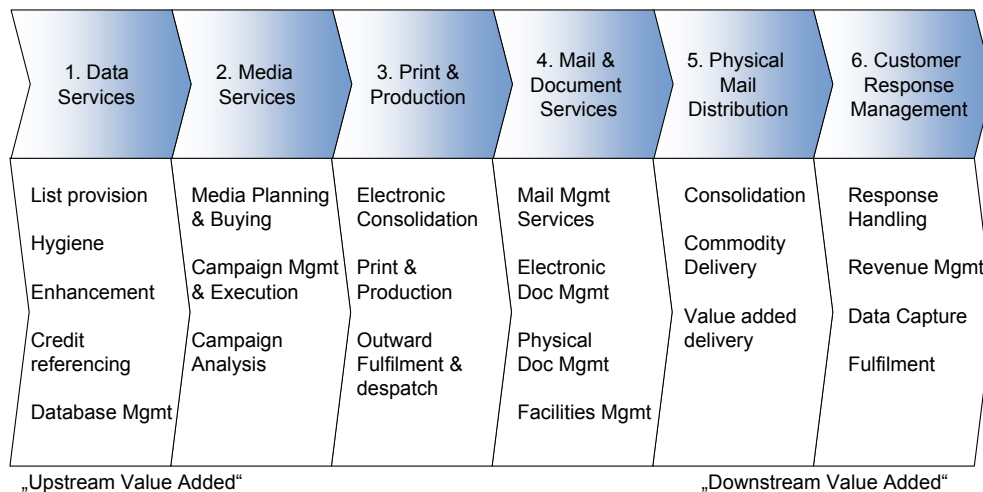 1. Data
Services
2. Media
Services
3. Print &
Production
4. Mail &
Document
Services
5. Physical
Mail
Distribution
6. Customer
Response
Management
List provision
Hygiene
Enhancement
Credit
referencing
Database Mgmt
Media Planning
& Buying
Campaign Mgmt
& Execution
Campaign
Analysis
Electronic
Consolidation
Print &
Production
Outward
Fulfilment &
despatch
Mail Mgmt
Services
Electronic
Doc Mgmt
Physical
Doc Mgmt
Facilities Mgmt
Consolidation
Commodity
Delivery
Value added
delivery
Response
Handling
Revenue Mgmt
Data Capture
Fulfilment
„Upstream Value Added“
„Downstream Value Added“